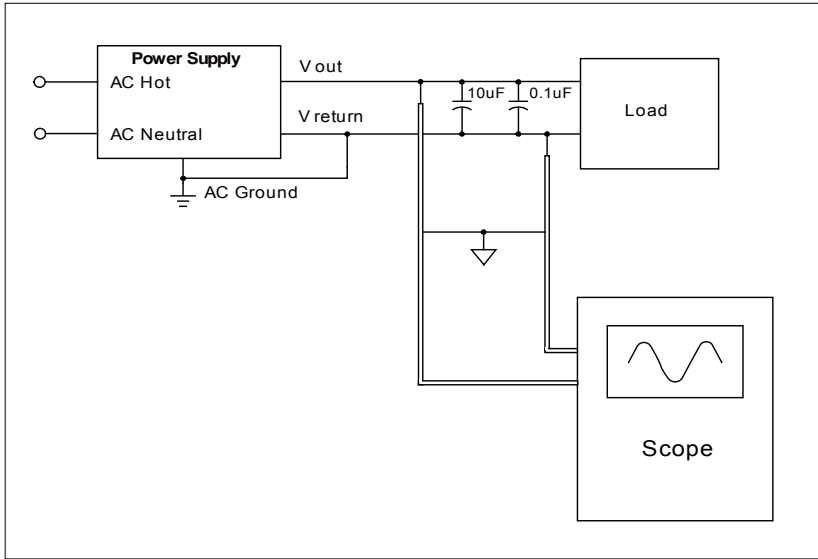 Power Supply
AC Hot
AC Neutral
V out
V return
AC Ground
10uF
0.1uF
Load
Scope